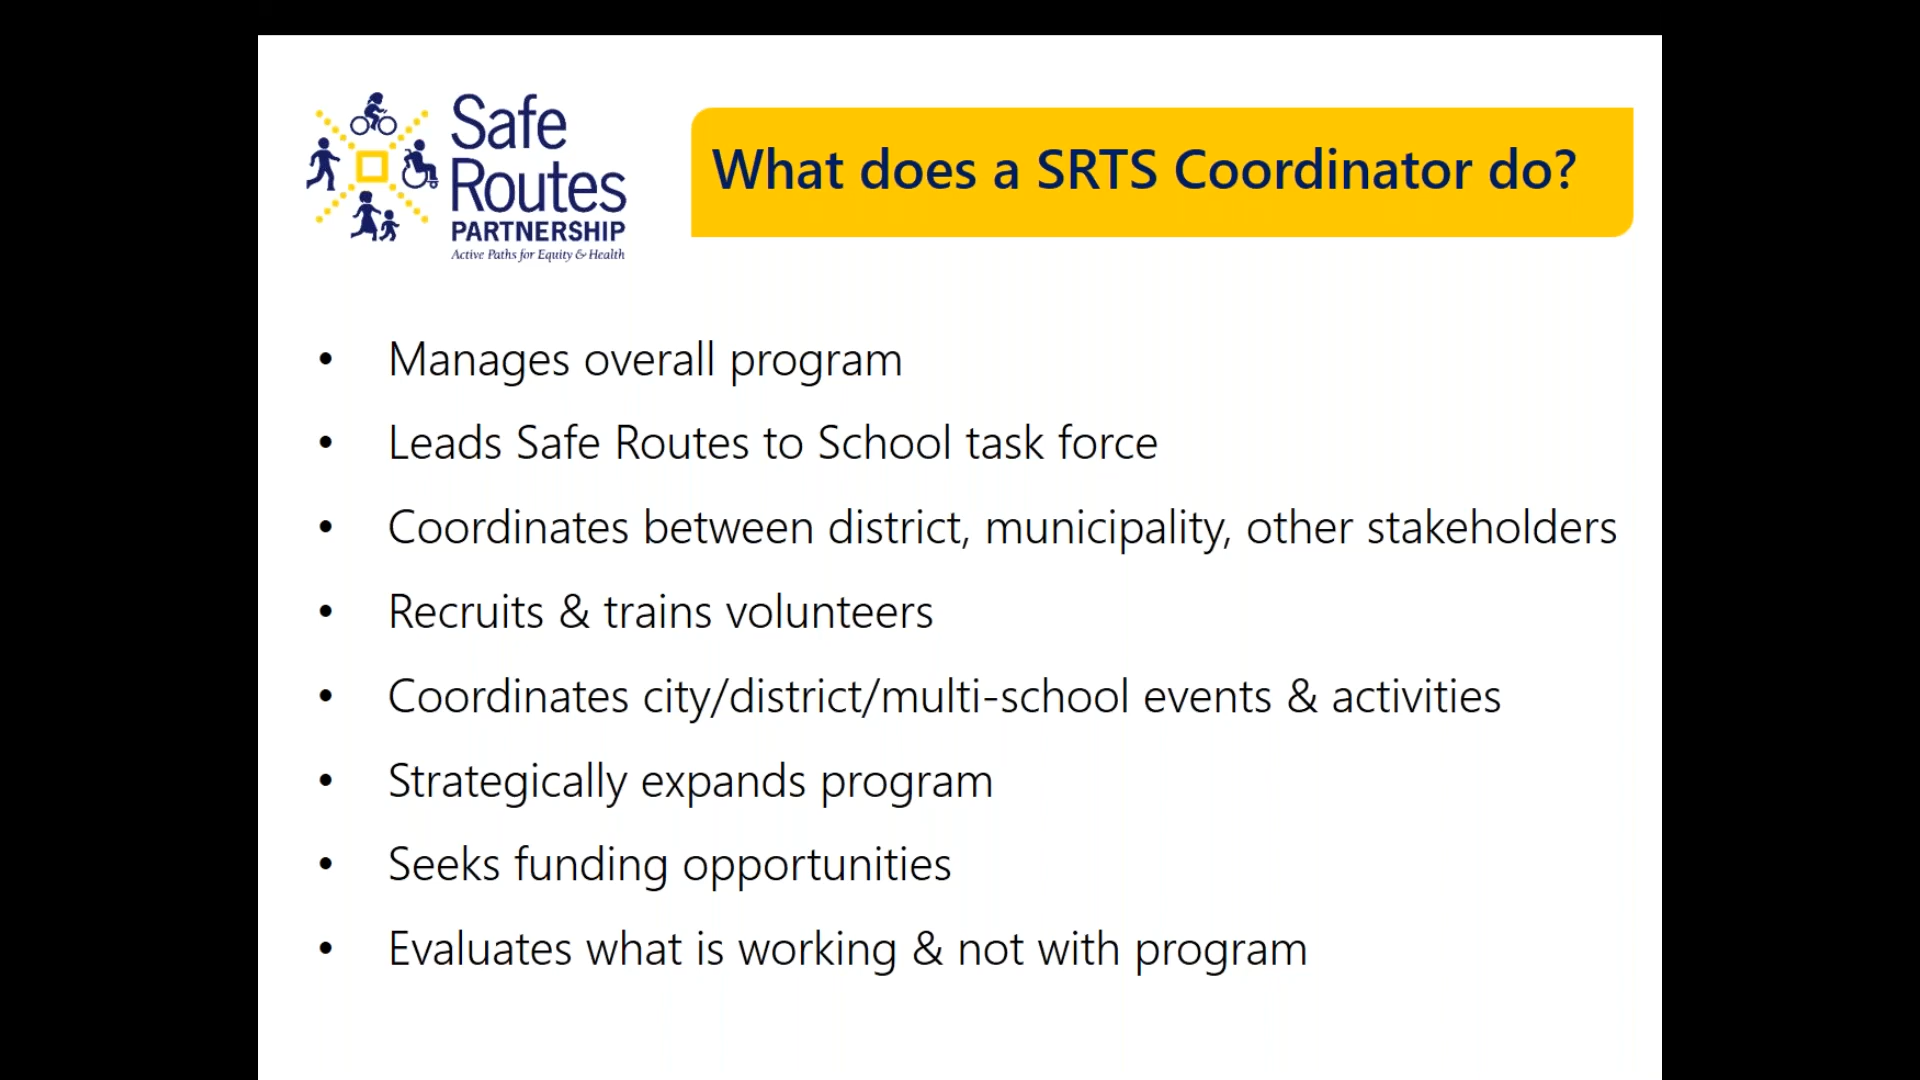 Safe
Routes
PARTNERSHIP
Active Paths for Equity & Health
What does a SRTS Coordinator do?
• Manages overall program
• Leads Safe Routes to School task force
• Coordinates between district, municipality, other stakeholders
• Recruits & trains volunteers
• Coordinates city/district/multi-school events & activities
• Strategically expands program
• Seeks funding opportunities
• Evaluates what is working & not with program